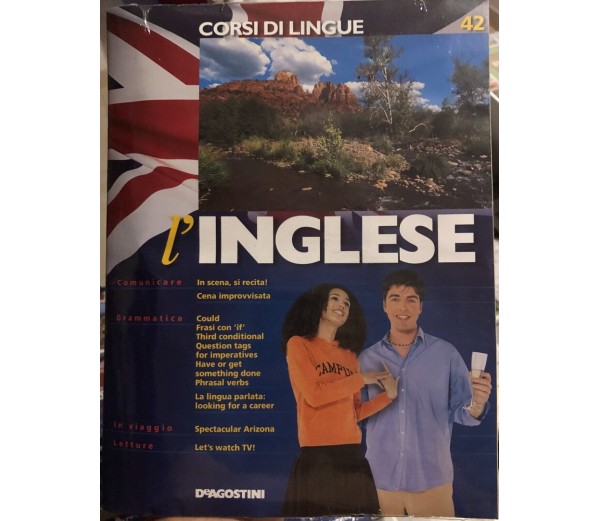 CORSI DI LINGUE 42
l'INGLESE
Comunicare In scena, si recita!
Cena improvvisata
Grammatica Could
Frasi con 'if'
Third conditional
Question tags
for imperatives
Have or get
something done
Phrasal verbs
La lingua parlata:
looking for a career
In viaggio Spectacular Arizona
Letture Let's watch TV!
CAMPUS
DeAGOSTINI